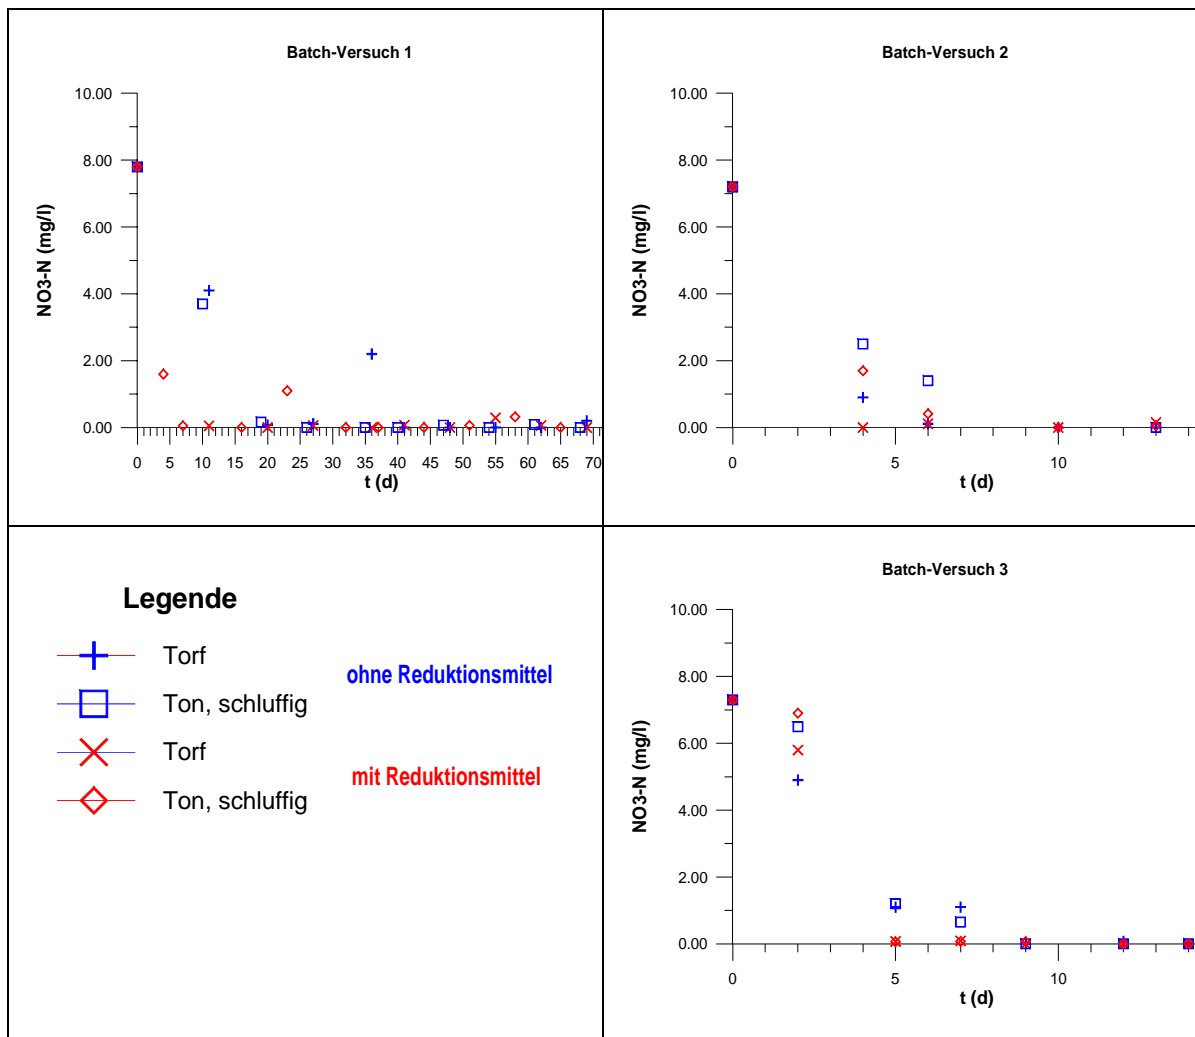 Batch-Versuch 1
10.00
8.00
6.00
4.00
2.00
0.00
NO3-N (mg/l)
0 5 10 15 20 25 30 35 40 45 50 55 60 65 70
t (d)
Batch-Versuch 2
10.00
8.00
6.00
4.00
2.00
0.00
NO3-N (mg/l)
0 5 10
t (d)
Legende
Torf
ohne Reduktionsmittel
Ton, schluffig
Torf
mit Reduktionsmittel
Ton, schluffig
Batch-Versuch 3
10.00
8.00
6.00
4.00
2.00
0.00
NO3-N (mg/l)
0 5 10
t (d)